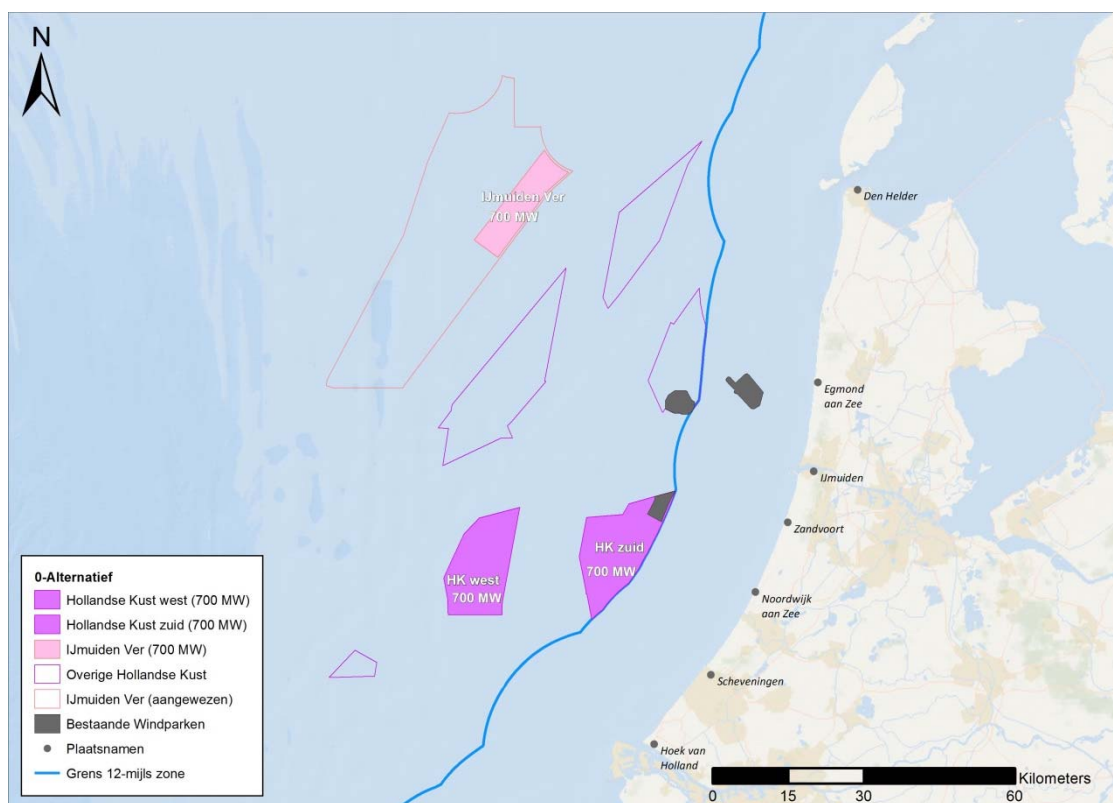 N
IJmuiden Ver
700 MW
Den Helder
Egmond
aan Zee
IJmuiden
Zandvoort
HK zuid
700 MW
HK west
700 MW
Noordwijk
aan Zee
Scheveningen
Hoek van
Holland
0-Alternatief
Hollandse Kust west (700 MW)
Hollandse Kust zuid (700 MW)
IJmuiden Ver (700 MW)
Overige Hollandse Kust
IJmuiden Ver (aangewezen)
Bestaande Windparken
Plaatsnamen
Grens 12-mijls zone
Kilometers
0 15 30 60